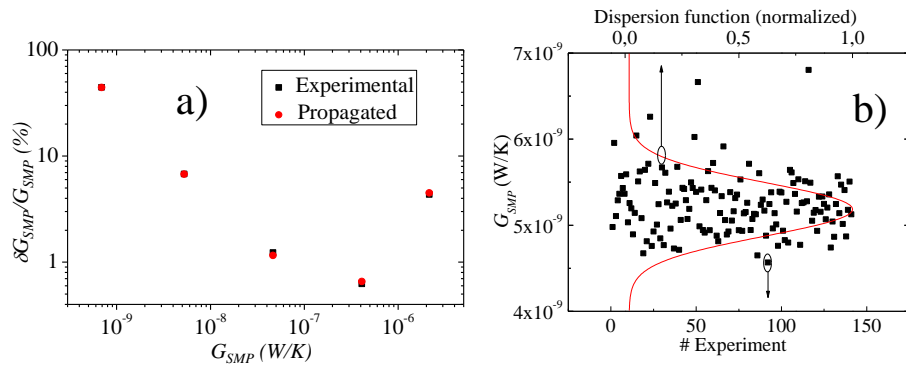 a)
Experimental
Propagated
100
10
1
δG_SMP/G_SMP (%)
10⁻⁹ 10⁻⁸ 10⁻⁷ 10⁻⁶
G_SMP (W/K)
Dispersion function (normalized)
0,0 0,5 1,0
b)
7x10⁻⁹
6x10⁻⁹
5x10⁻⁹
4x10⁻⁹
G_SMP (W/K)
0 50 100 150
# Experiment